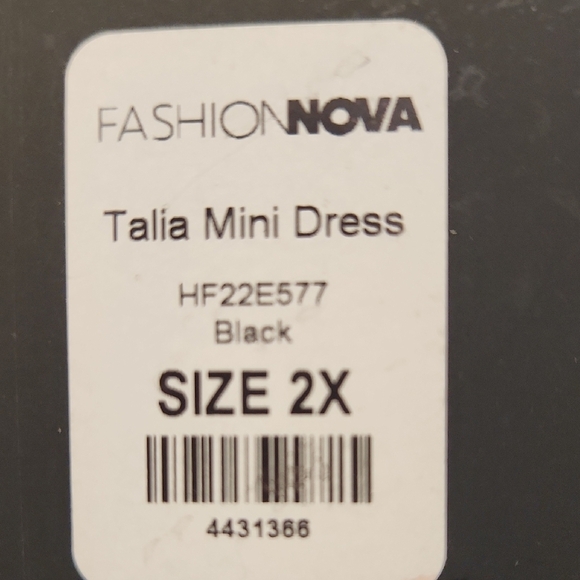 FASHIONNOVA
Talia Mini Dress
HF22E577
Black
SIZE 2X
4431366